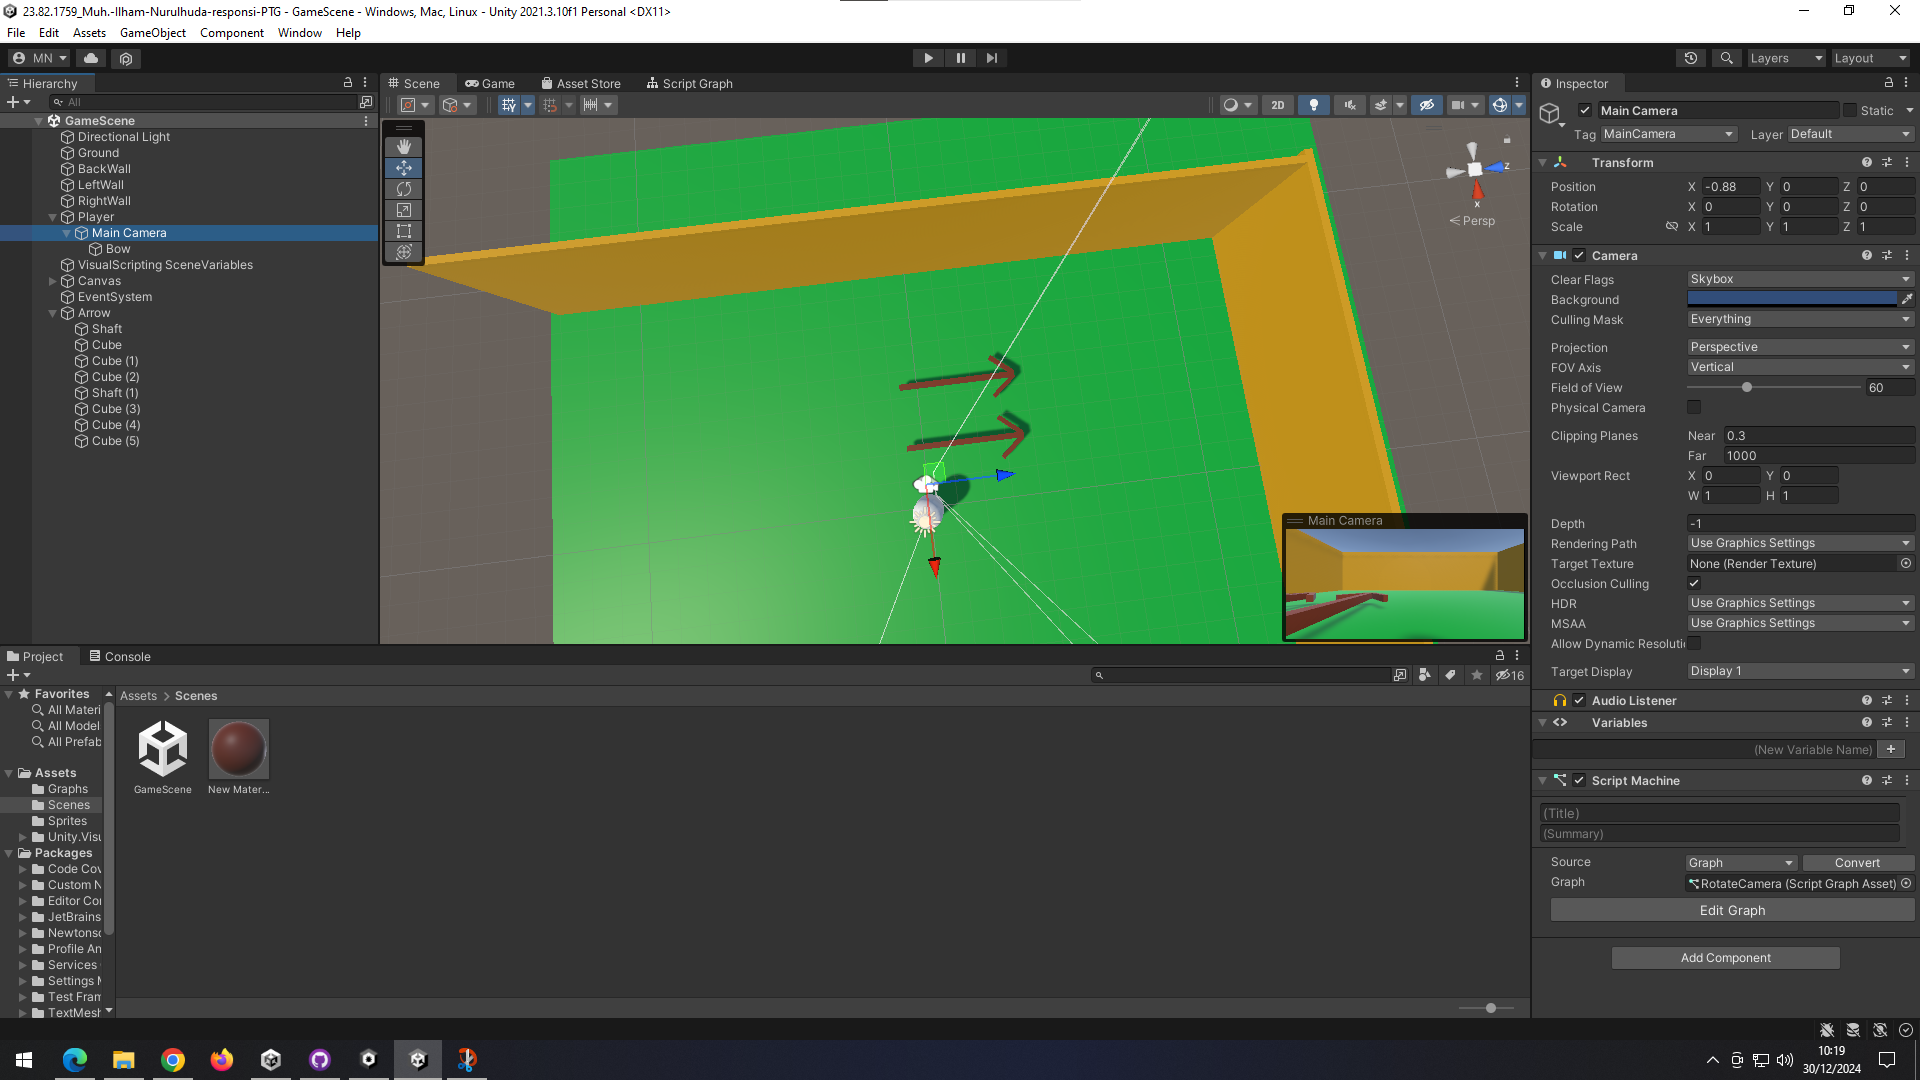 23.82.1759_Muh.-Ilham-Nurulhuda-responsi-PTG - GameScene - Windows, Mac, Linux - Unity 2021.3.10f1 Personal <DX11>
File Edit Assets GameObject Component Window Help
MN Layers Layout
Hierarchy
All
GameScene
Directional Light
Ground
BackWall
LeftWall
RightWall
Player
Main Camera
Bow
VisualScripting SceneVariables
Canvas
EventSystem
Arrow
Shaft
Cube
Cube (1)
Cube (2)
Shaft (1)
Cube (3)
Cube (4)
Cube (5)
Scene Game Asset Store Script Graph
2D
z
x
Persp
Main Camera
Inspector
Main Camera Static
Tag MainCamera Layer Default
Transform
Position X -0.88 Y 0 Z 0
Rotation X 0 Y 0 Z 0
Scale X 1 Y 1 Z 1
Camera
Clear Flags Skybox
Background
Culling Mask Everything
Projection Perspective
FOV Axis Vertical
Field of View 60
Physical Camera
Clipping Planes Near 0.3
Far 1000
Viewport Rect X 0 Y 0
W 1 H 1
Depth -1
Rendering Path Use Graphics Settings
Target Texture None (Render Texture)
Occlusion Culling
HDR Use Graphics Settings
MSAA Use Graphics Settings
Allow Dynamic Resoluti
Target Display Display 1
Audio Listener
Variables
(New Variable Name) +
Script Machine
(Title)
(Summary)
Source Graph Convert
Graph RotateCamera (Script Graph Asset)
Edit Graph
Add Component
Project Console
16
Favorites
All Materi
All Model
All Prefab
Assets
Graphs
Scenes
Sprites
Unity.Visu
Packages
Code Cov
Custom N
Editor Cor
JetBrains
Newtonso
Profile An
Services
Settings M
Test Fram
TextMesh
Assets > Scenes
GameScene New Mater...
10:19
30/12/2024